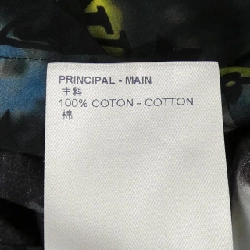 PRINCIPAL - MAIN
主料
100% COTON - COTTON
棉